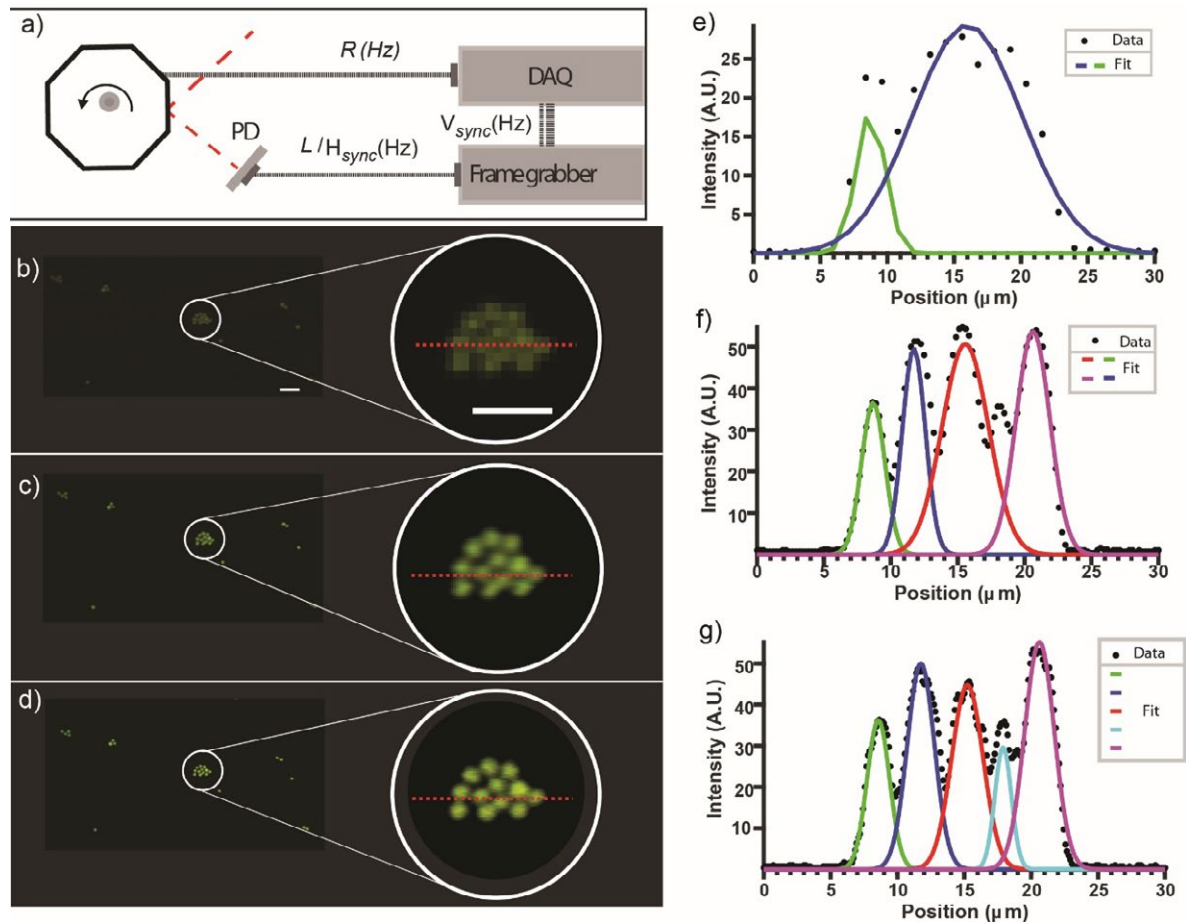 a)
R (Hz)
DAQ
PD
V sync (Hz)
L / H sync (Hz)
Framegrabber
b)
c)
d)
e)
Data
Fit
Intensity (A.U.)
25
20
15
10
5
0 5 10 15 20 25 30
Position (µm)
f)
Data
Fit
Intensity (A.U.)
50
40
30
20
10
0 5 10 15 20 25 30
Position (µm)
g)
Data
Fit
Intensity (A.U.)
50
40
30
20
10
0 5 10 15 20 25 30
Position (µm)